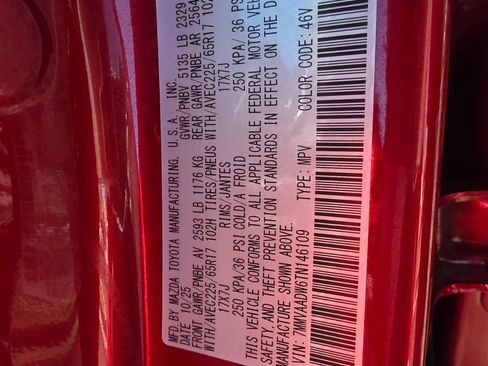 MFD. BY MAZDA TOYOTA MANUFACTURING, U.S.A., INC.
DATE 10/25 GVWR/PNBV 5135 LB 2329
FRONT GAWR/PNBE AV 2593 LB 1176 KG REAR GAWR/PNBE AR 2564
WITH/AVEC225/65R17 102H TIRES/PNEUS WITH/AVEC225/65R17 102
17X7J RIMS/JANTES 17X7J
250 KPA/36 PSI COLD/A FROID 250 KPA/36 PS
THIS VEHICLE CONFORMS TO ALL APPLICABLE FEDERAL MOTOR VEH
SAFETY, AND THEFT PREVENTION STANDARDS IN EFFECT ON THE D
MANUFACTURE SHOWN ABOVE.
VIN: 7MMVAADW6TN146109 TYPE: MPV COLOR CODE: 46V